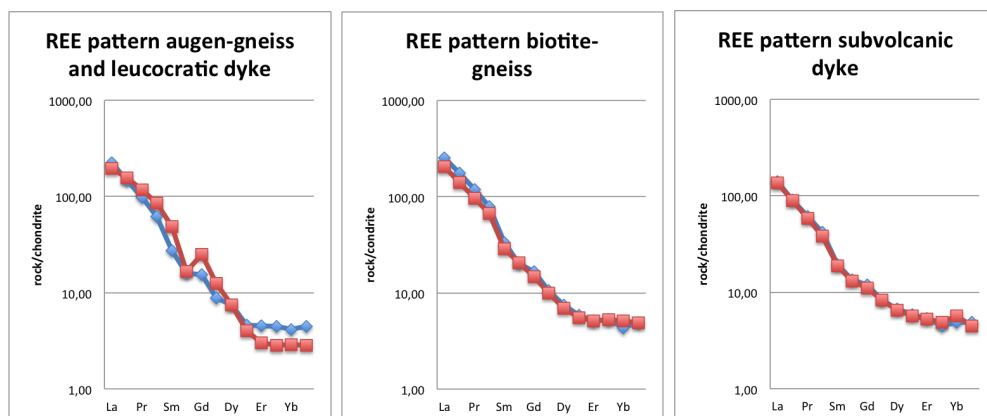 REE pattern augen-gneiss
and leucocratic dyke
1000,00
100,00
10,00
1,00
rock/chondrite
La Pr Sm Gd Dy Er Yb
REE pattern biotite-
gneiss
1000,00
100,00
10,00
1,00
rock/condrite
La Pr Sm Gd Dy Er Yb
REE pattern subvolcanic
dyke
1000,00
100,00
10,00
1,00
rock/chondrite
La Pr Sm Gd Dy Er Yb